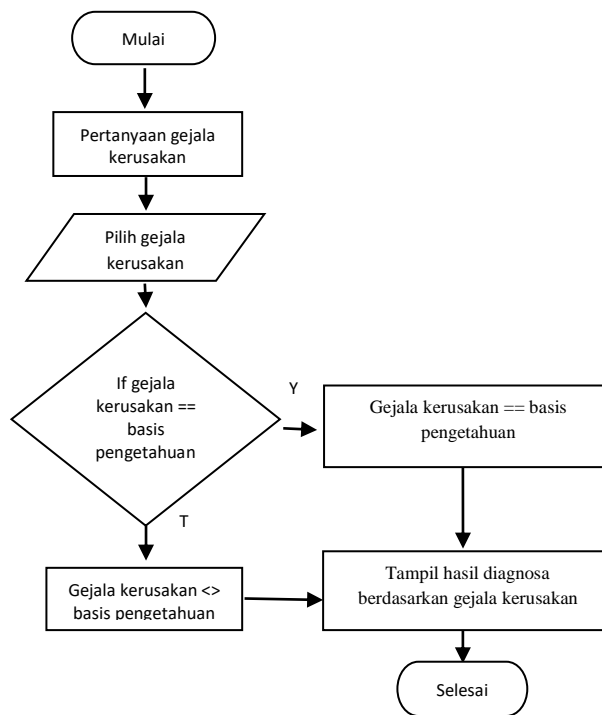 Mulai
Pertanyaan gejala
kerusakan
Pilih gejala
kerusakan
If gejala
kerusakan ==
basis
pengetahuan
Y
Gejala kerusakan == basis
pengetahuan
T
Gejala kerusakan <>
basis pengetahuan
Tampil hasil diagnosa
berdasarkan gejala kerusakan
Selesai